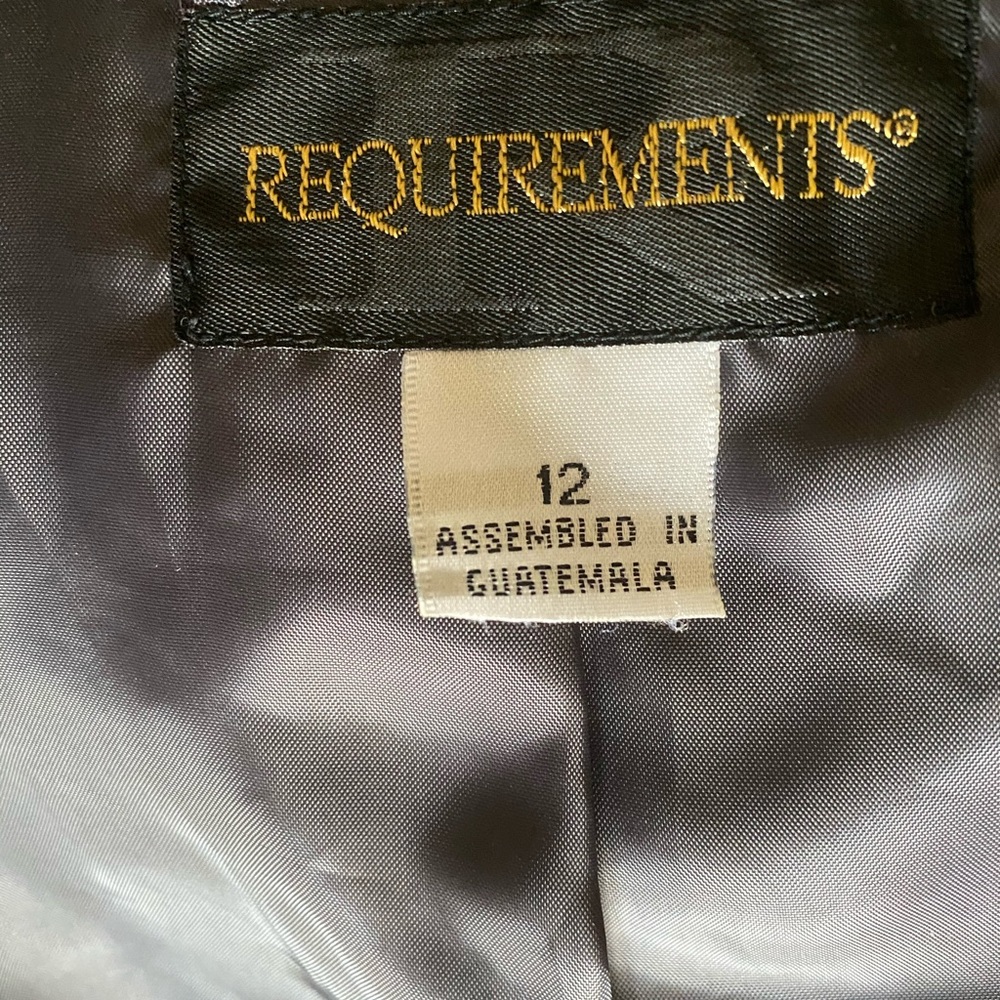 REQUIREMENTS®
12
ASSEMBLED IN
GUATEMALA